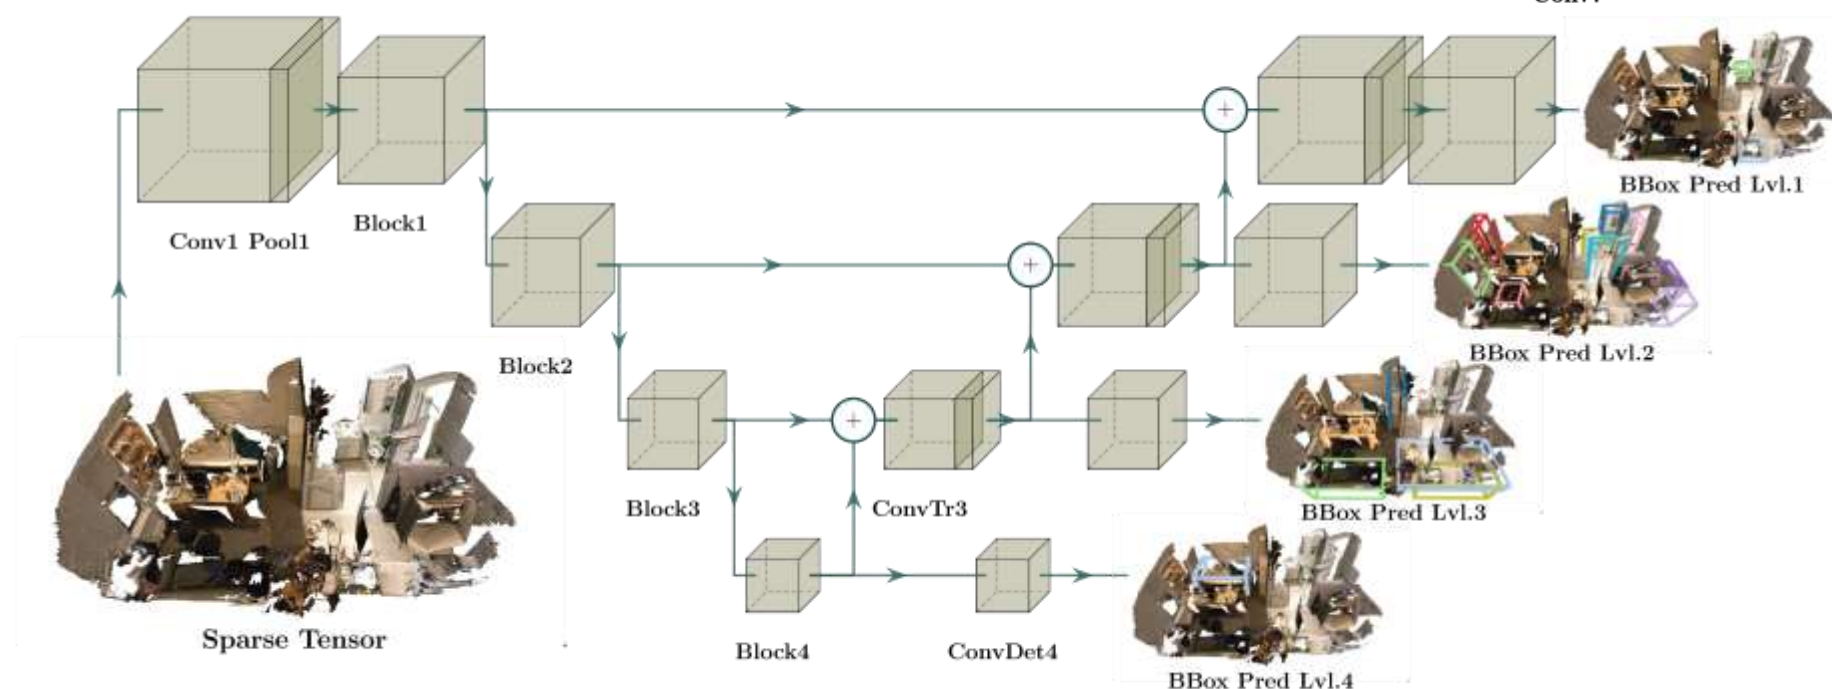 BBox Pred Lvl.1
Conv1 Pool1
Block1
Block2
BBox Pred Lvl.2
Block3
ConvTr3
BBox Pred Lvl.3
Sparse Tensor
Block4
ConvDet4
BBox Pred Lvl.4